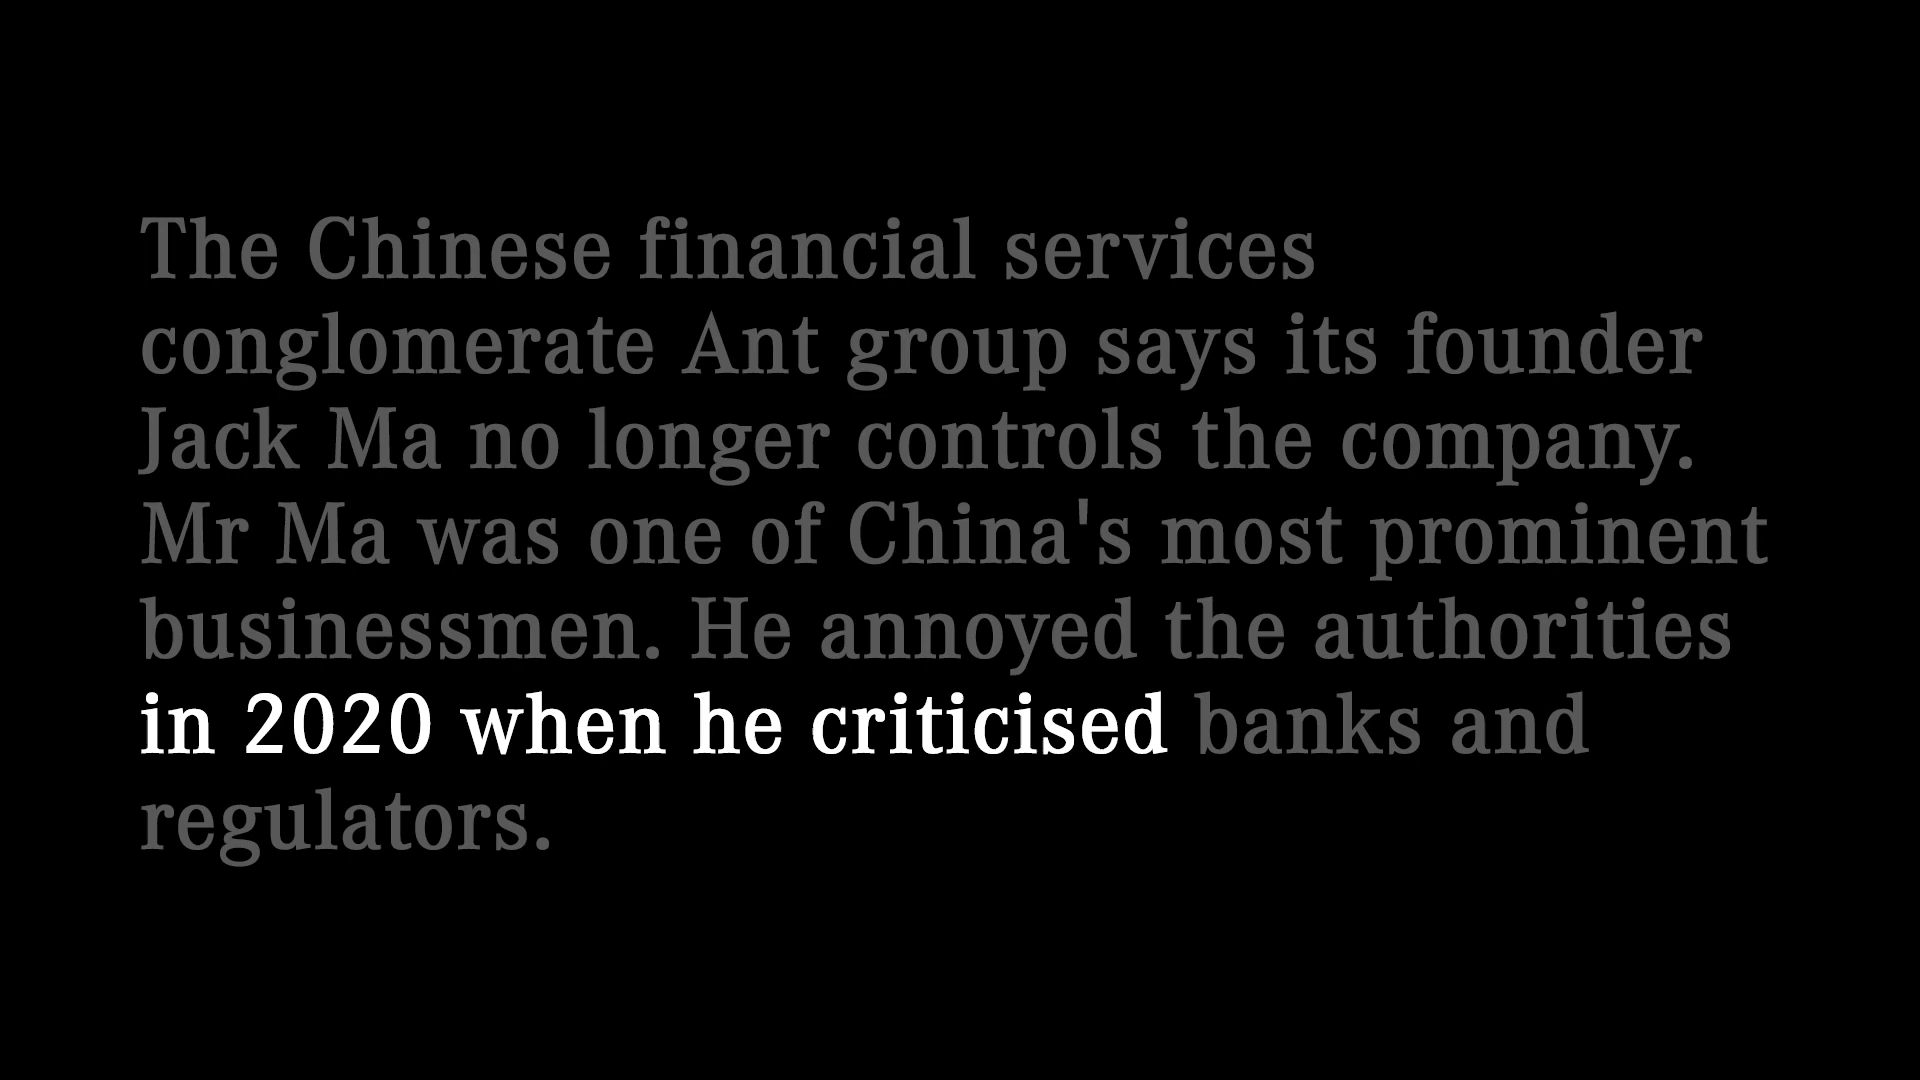 The Chinese financial services
conglomerate Ant group says its founder
Jack Ma no longer controls the company.
Mr Ma was one of China's most prominent
businessmen. He annoyed the authorities
in 2020 when he criticised banks and
regulators.